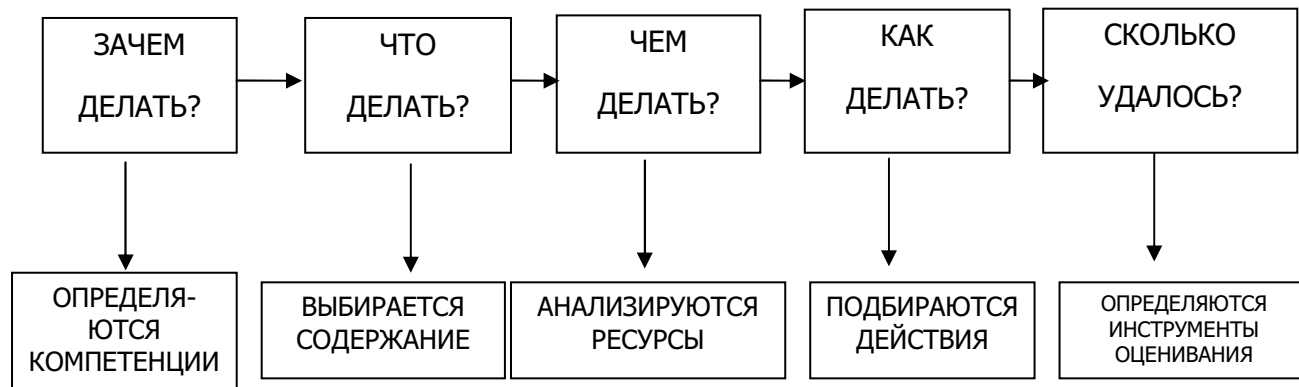 ЗАЧЕМ
ДЕЛАТЬ?
ЧТО
ДЕЛАТЬ?
ЧЕМ
ДЕЛАТЬ?
КАК
ДЕЛАТЬ?
СКОЛЬКО
УДАЛОСЬ?
ОПРЕДЕЛЯ-
ЮТСЯ
КОМПЕТЕНЦИИ
ВЫБИРАЕТСЯ
СОДЕРЖАНИЕ
АНАЛИЗИРУЮТСЯ
РЕСУРСЫ
ПОДБИРАЮТСЯ
ДЕЙСТВИЯ
ОПРЕДЕЛЯЮТСЯ
ИНСТРУМЕНТЫ
ОЦЕНИВАНИЯ